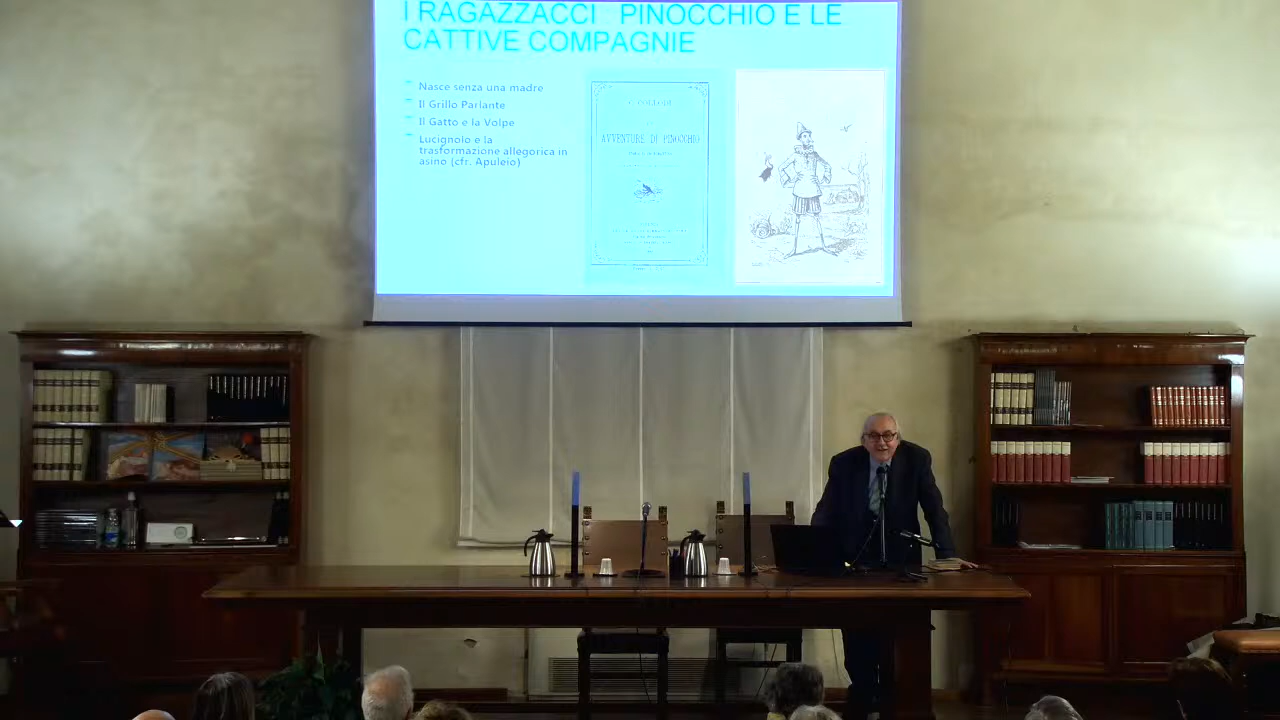 I RAGAZZACCI PINOCCHIO E LE
CATTIVE COMPAGNIE
Nasce senza una madre
Il Grillo Parlante
Il Gatto e la Volpe
Lucignolo e la
trasformazione allegorica in
asino (cfr. Apuleio)
C. COLLODI
AVVENTURE DI PINOCCHIO